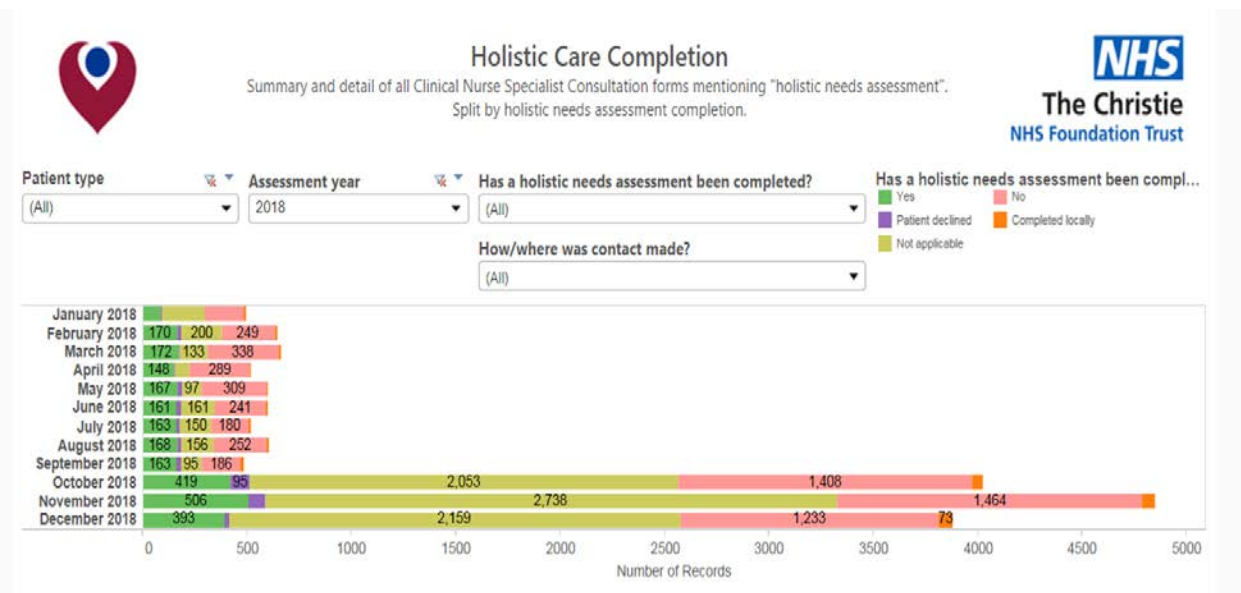 Holistic Care Completion
Summary and detail of all Clinical Nurse Specialist Consultation forms mentioning "holistic needs assessment".
Split by holistic needs assessment completion.
NHS
The Christie
NHS Foundation Trust
Patient type
(All)
Assessment year
2018
Has a holistic needs assessment been completed?
(All)
How/where was contact made?
(All)
Has a holistic needs assessment been compl...
Yes
No
Patient declined
Completed locally
Not applicable
January 2018
February 2018 170 200 249
March 2018 172 133 338
April 2018 148 289
May 2018 167 97 309
June 2018 161 161 241
July 2018 163 150 180
August 2018 168 156 252
September 2018 163 95 186
October 2018 419 95 2,053 1,408
November 2018 506 2,738 1,464
December 2018 393 2,159 1,233 73
0 500 1000 1500 2000 2500 3000 3500 4000 4500 5000
Number of Records